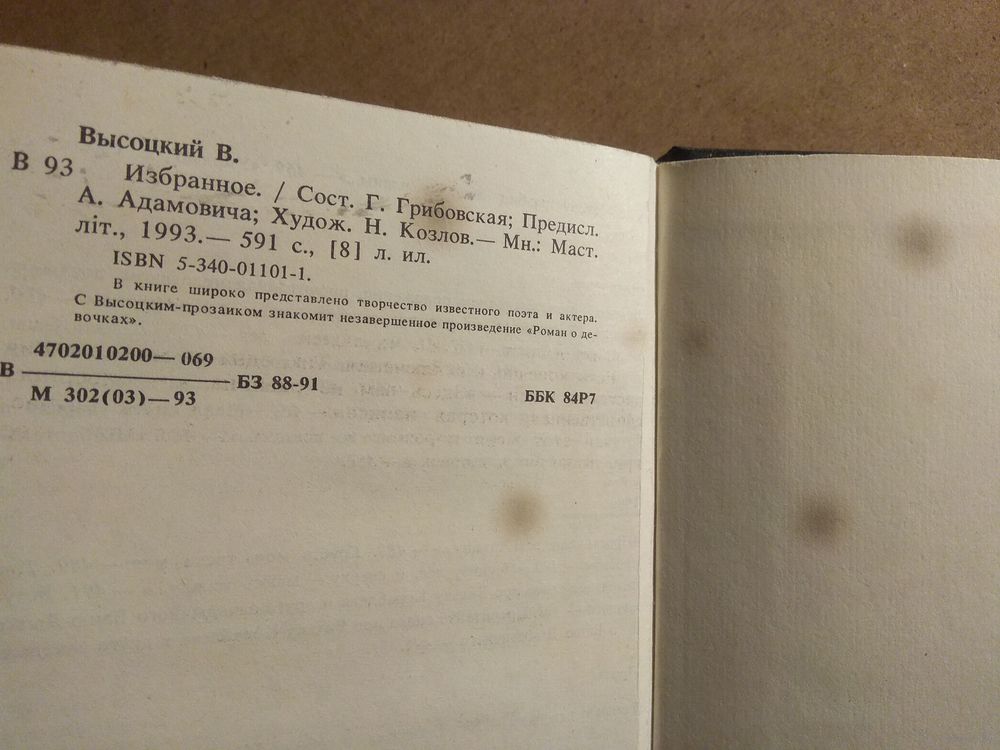 Высоцкий В.
В 93 Избранное. / Сост. Г. Грибовская; Предисл.
А. Адамовича; Худож. Н. Козлов.— Мн.: Маст.
літ., 1993.— 591 с., [8] л. ил.
ISBN 5-340-01101-1.
В книге широко представлено творчество известного поэта и актера.
С Высоцким-прозаиком знакомит незавершенное произведение «Роман о де-
вочках».
4702010200—069
В БЗ 88-91
М 302(03)—93
ББК 84Р7